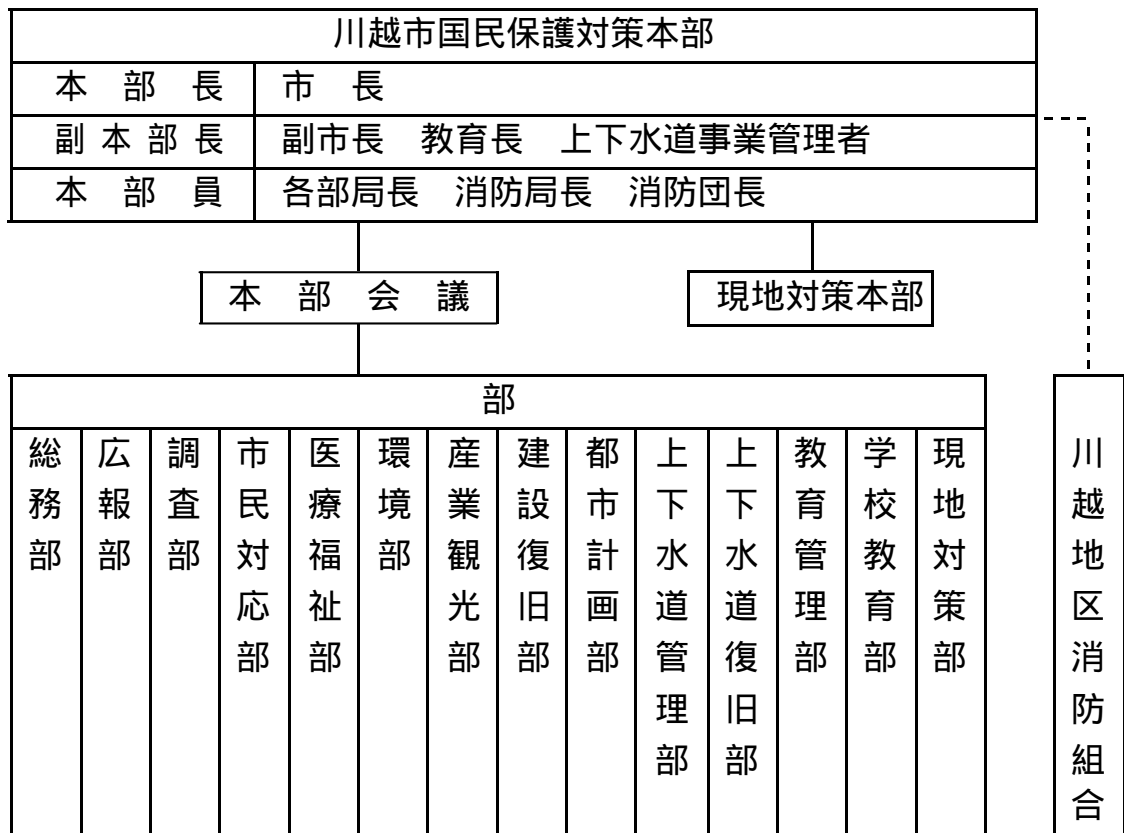 川越市国民保護対策本部
本部長 市長
副本部長 副市長 教育長 上下水道事業管理者
本部員 各部局長 消防局長 消防団長
本部会議
現地対策本部
部
総務部
広報部
調査部
市民対応部
医療福祉部
環境部
産業観光部
建設復旧部
都市計画部
上下水道管理部
上下水道復旧部
教育管理部
学校教育部
現地対策部
川越地区消防組合